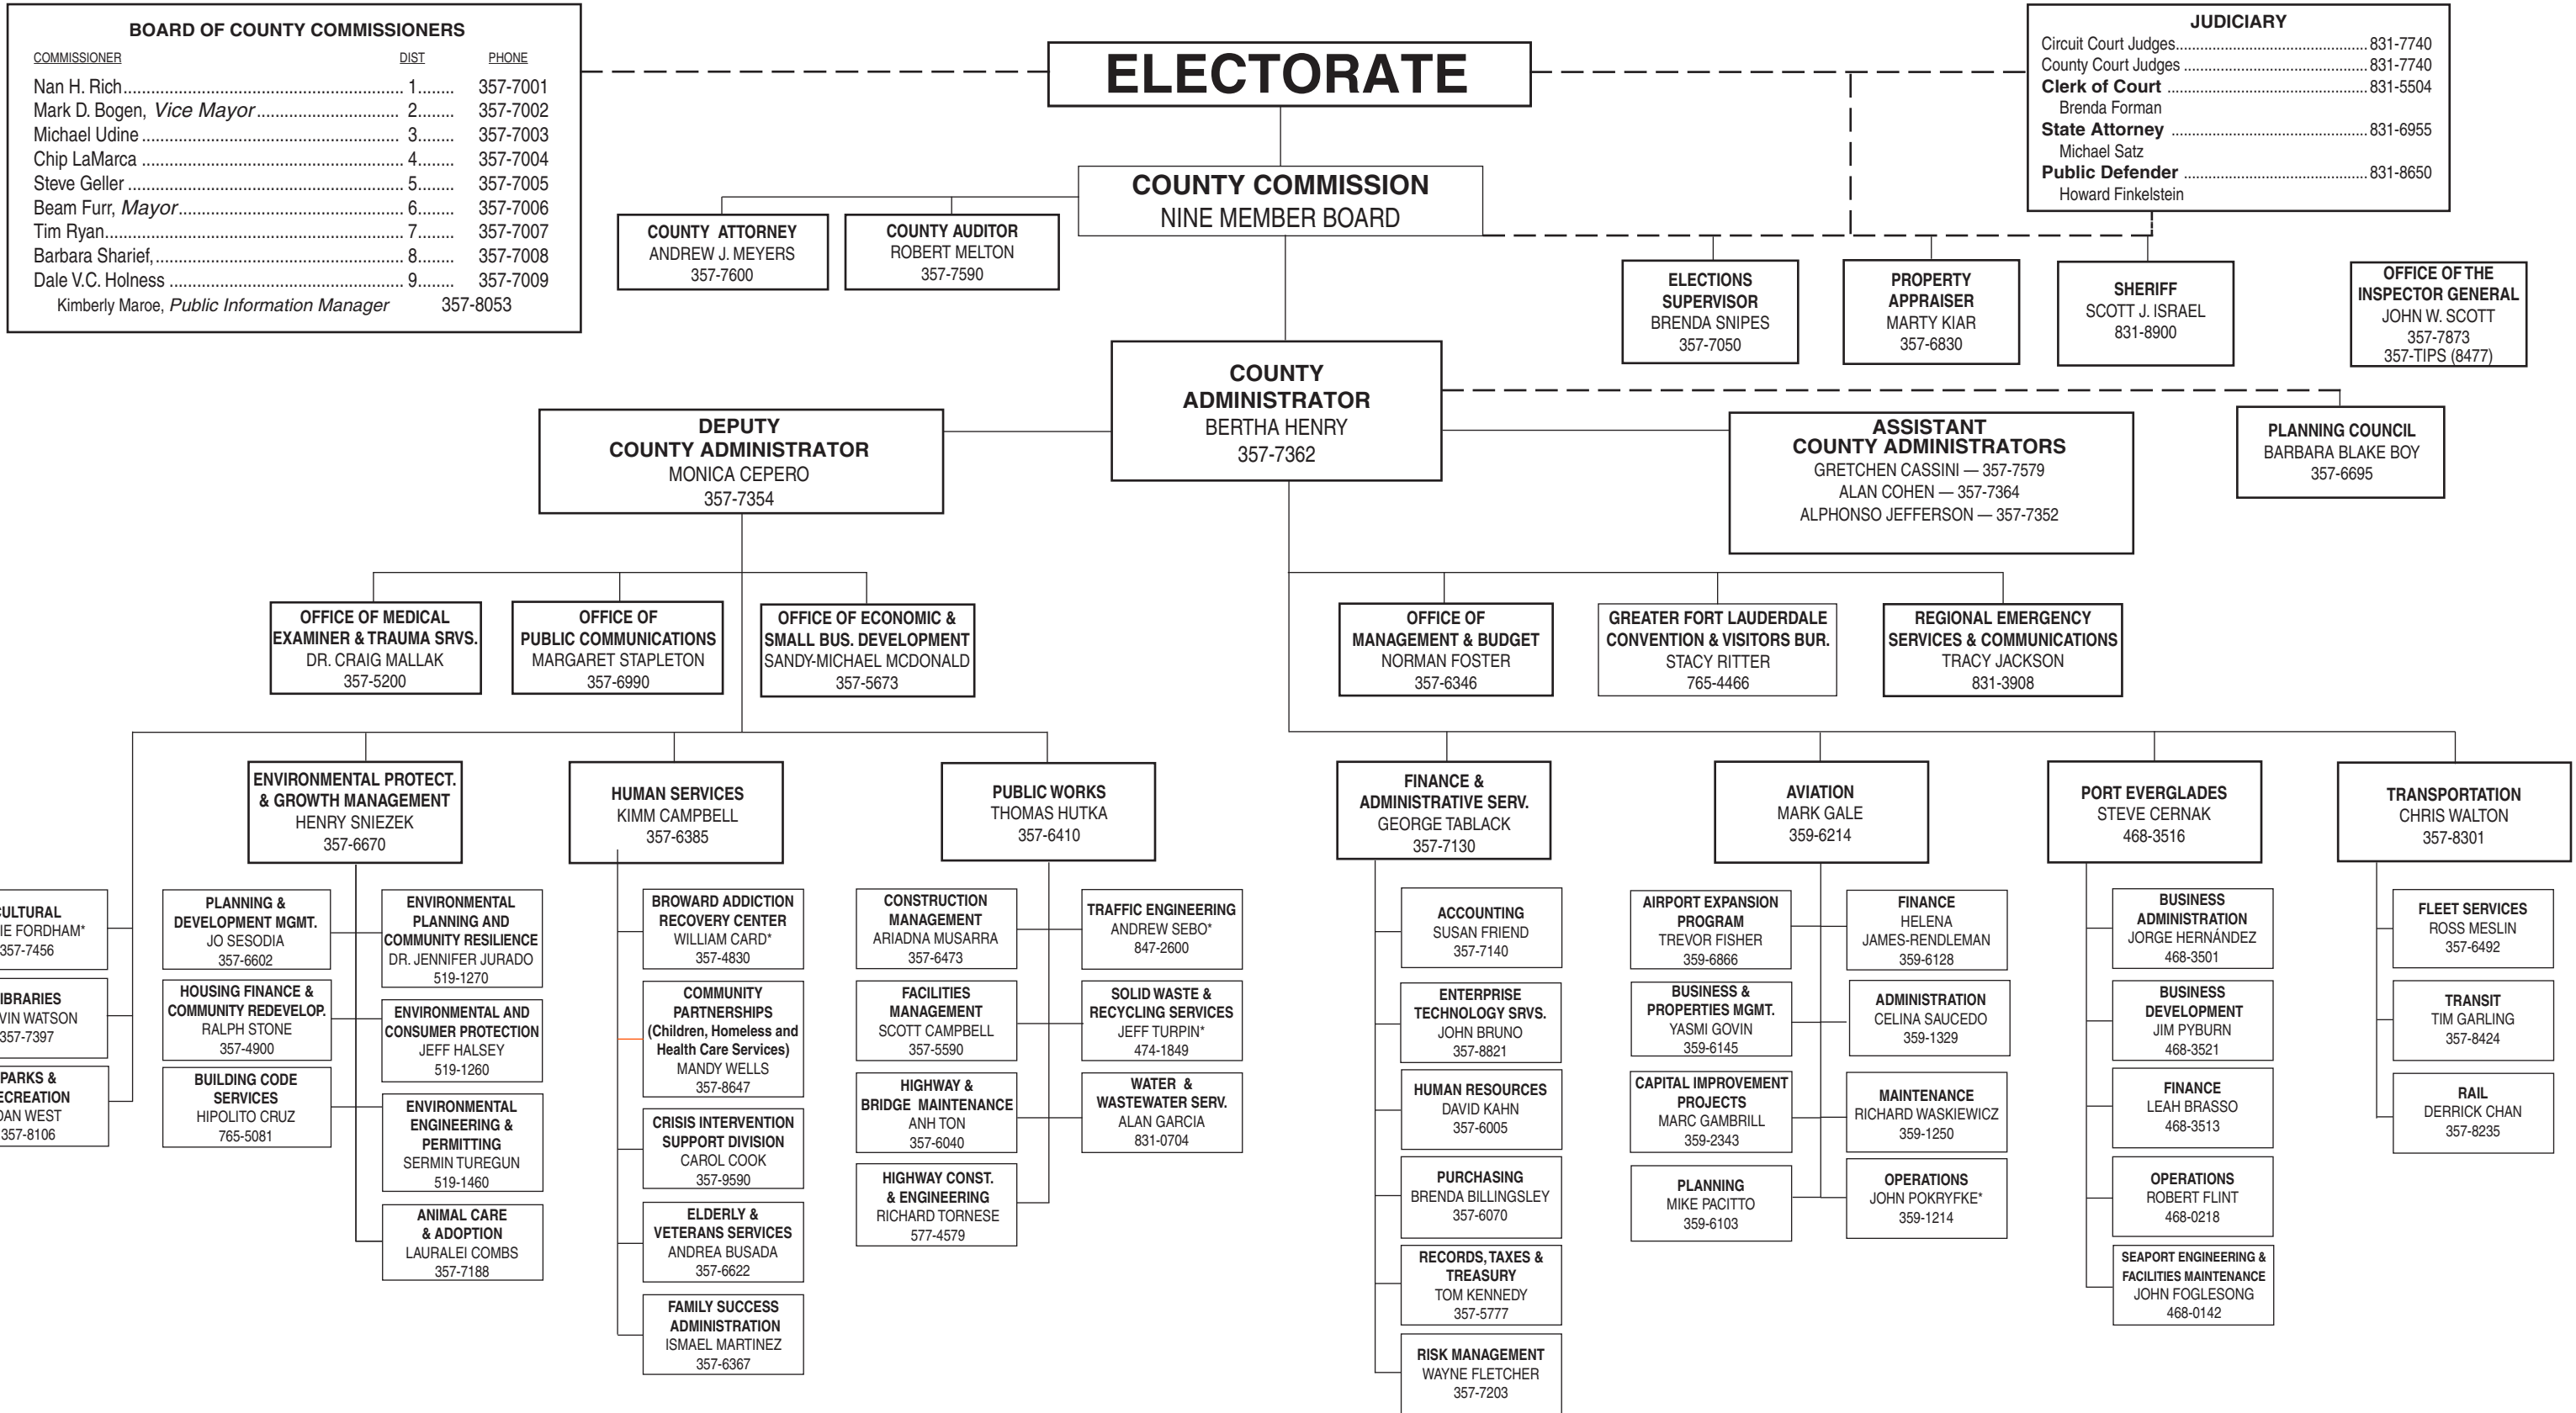 BOARD OF COUNTY COMMISSIONERS
COMMISSIONER DIST PHONE
Nan H. Rich 1 357-7001
Mark D. Bogen, Vice Mayor 2 357-7002
Michael Udine 3 357-7003
Chip LaMarca 4 357-7004
Steve Geller 5 357-7005
Beam Furr, Mayor 6 357-7006
Tim Ryan 7 357-7007
Barbara Sharief, 8 357-7008
Dale V.C. Holness 9 357-7009
Kimberly Maroe, Public Information Manager 357-8053
ELECTORATE
JUDICIARY
Circuit Court Judges 831-7740
County Court Judges 831-7740
Clerk of Court 831-5504
Brenda Forman
State Attorney 831-6955
Michael Satz
Public Defender 831-8650
Howard Finkelstein
COUNTY COMMISSION
NINE MEMBER BOARD
COUNTY ATTORNEY
ANDREW J. MEYERS
357-7600
COUNTY AUDITOR
ROBERT MELTON
357-7590
ELECTIONS
SUPERVISOR
BRENDA SNIPES
357-7050
PROPERTY
APPRAISER
MARTY KIAR
357-6830
SHERIFF
SCOTT J. ISRAEL
831-8900
OFFICE OF THE
INSPECTOR GENERAL
JOHN W. SCOTT
357-7873
357-TIPS (8477)
COUNTY
ADMINISTRATOR
BERTHA HENRY
357-7362
DEPUTY
COUNTY ADMINISTRATOR
MONICA CEPERO
357-7354
ASSISTANT
COUNTY ADMINISTRATORS
GRETCHEN CASSINI — 357-7579
ALAN COHEN — 357-7364
ALPHONSO JEFFERSON — 357-7352
PLANNING COUNCIL
BARBARA BLAKE BOY
357-6695
OFFICE OF MEDICAL
EXAMINER & TRAUMA SRVS.
DR. CRAIG MALLAK
357-5200
OFFICE OF
PUBLIC COMMUNICATIONS
MARGARET STAPLETON
357-6990
OFFICE OF ECONOMIC &
SMALL BUS. DEVELOPMENT
SANDY-MICHAEL MCDONALD
357-5673
OFFICE OF
MANAGEMENT & BUDGET
NORMAN FOSTER
357-6346
GREATER FORT LAUDERDALE
CONVENTION & VISITORS BUR.
STACY RITTER
765-4466
REGIONAL EMERGENCY
SERVICES & COMMUNICATIONS
TRACY JACKSON
831-3908
ENVIRONMENTAL PROTECT.
& GROWTH MANAGEMENT
HENRY SNIEZEK
357-6670
HUMAN SERVICES
KIMM CAMPBELL
357-6385
PUBLIC WORKS
THOMAS HUTKA
357-6410
FINANCE &
ADMINISTRATIVE SERV.
GEORGE TABLACK
357-7130
AVIATION
MARK GALE
359-6214
PORT EVERGLADES
STEVE CERNAK
468-3516
TRANSPORTATION
CHRIS WALTON
357-8301
ULTURAL
IE FORDHAM*
357-7456
IBRARIES
VIN WATSON
357-7397
PARKS &
ECREATION
DAN WEST
357-8106
PLANNING &
DEVELOPMENT MGMT.
JO SESODIA
357-6602
HOUSING FINANCE &
COMMUNITY REDEVELOP.
RALPH STONE
357-4900
BUILDING CODE
SERVICES
HIPOLITO CRUZ
765-5081
ENVIRONMENTAL
PLANNING AND
COMMUNITY RESILIENCE
DR. JENNIFER JURADO
519-1270
ENVIRONMENTAL AND
CONSUMER PROTECTION
JEFF HALSEY
519-1260
ENVIRONMENTAL
ENGINEERING &
PERMITTING
SERMIN TUREGUN
519-1460
ANIMAL CARE
& ADOPTION
LAURALEI COMBS
357-7188
BROWARD ADDICTION
RECOVERY CENTER
WILLIAM CARD*
357-4830
COMMUNITY
PARTNERSHIPS
(Children, Homeless and
Health Care Services)
MANDY WELLS
357-8647
CRISIS INTERVENTION
SUPPORT DIVISION
CAROL COOK
357-9590
ELDERLY &
VETERANS SERVICES
ANDREA BUSADA
357-6622
FAMILY SUCCESS
ADMINISTRATION
ISMAEL MARTINEZ
357-6367
CONSTRUCTION
MANAGEMENT
ARIADNA MUSARRA
357-6473
FACILITIES
MANAGEMENT
SCOTT CAMPBELL
357-5590
HIGHWAY &
BRIDGE MAINTENANCE
ANH TON
357-6040
HIGHWAY CONST.
& ENGINEERING
RICHARD TORNESE
577-4579
TRAFFIC ENGINEERING
ANDREW SEBO*
847-2600
SOLID WASTE &
RECYCLING SERVICES
JEFF TURPIN*
474-1849
WATER &
WASTEWATER SERV.
ALAN GARCIA
831-0704
ACCOUNTING
SUSAN FRIEND
357-7140
ENTERPRISE
TECHNOLOGY SRVS.
JOHN BRUNO
357-8821
HUMAN RESOURCES
DAVID KAHN
357-6005
PURCHASING
BRENDA BILLINGSLEY
357-6070
RECORDS, TAXES &
TREASURY
TOM KENNEDY
357-5777
RISK MANAGEMENT
WAYNE FLETCHER
357-7203
AIRPORT EXPANSION
PROGRAM
TREVOR FISHER
359-6866
BUSINESS &
PROPERTIES MGMT.
YASMI GOVIN
359-6145
CAPITAL IMPROVEMENT
PROJECTS
MARC GAMBRILL
359-2343
PLANNING
MIKE PACITTO
359-6103
FINANCE
HELENA
JAMES-RENDLEMAN
359-6128
ADMINISTRATION
CELINA SAUCEDO
359-1329
MAINTENANCE
RICHARD WASKIEWICZ
359-1250
OPERATIONS
JOHN POKRYFKE*
359-1214
BUSINESS
ADMINISTRATION
JORGE HERNÁNDEZ
468-3501
BUSINESS
DEVELOPMENT
JIM PYBURN
468-3521
FINANCE
LEAH BRASSO
468-3513
OPERATIONS
ROBERT FLINT
468-0218
SEAPORT ENGINEERING &
FACILITIES MAINTENANCE
JOHN FOGLESONG
468-0142
FLEET SERVICES
ROSS MESLIN
357-6492
TRANSIT
TIM GARLING
357-8424
RAIL
DERRICK CHAN
357-8235